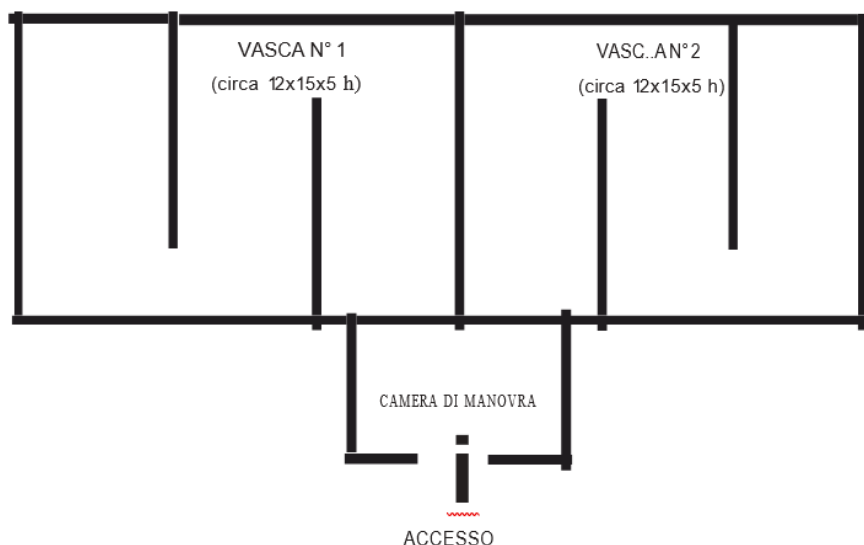 VASCA N° 1
(circa 12x15x5 h)
VASC..AN°2
(circa 12x15x5 h)
CAMERA DI MANOVRA
ACCESSO